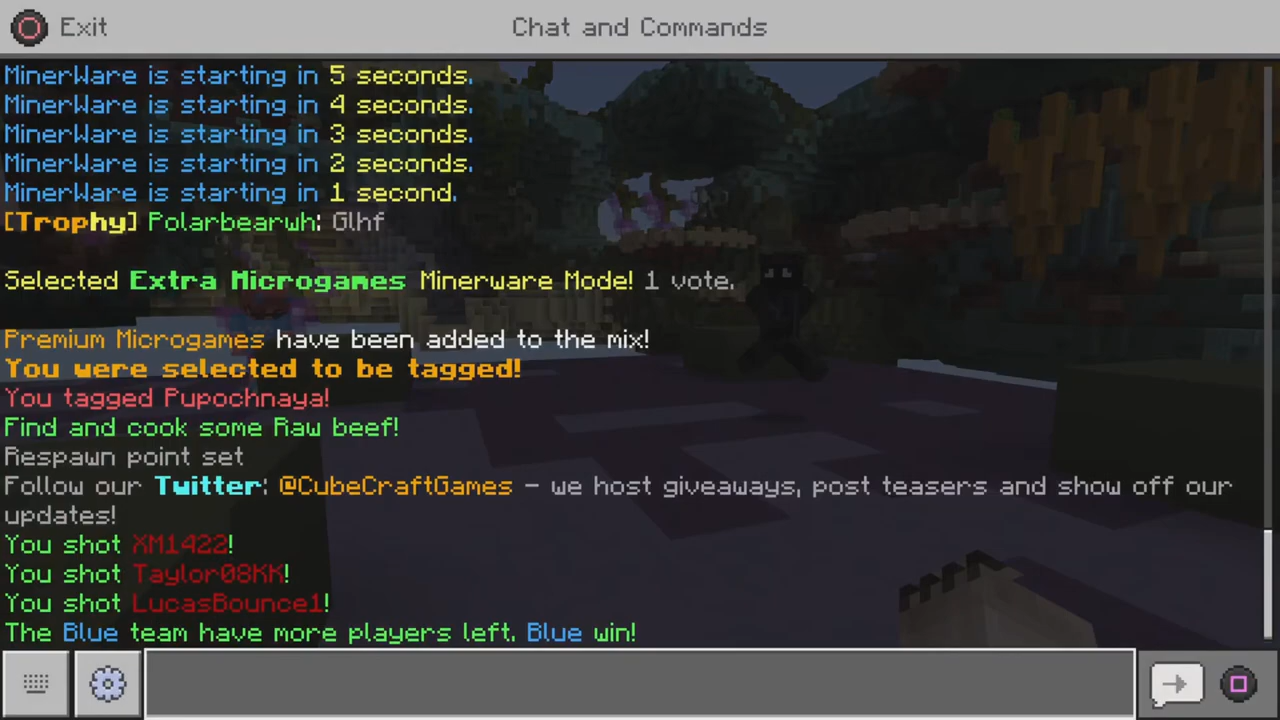 Exit
Chat and Commands
MinerWare is starting in 5 seconds.
MinerWare is starting in 4 seconds.
MinerWare is starting in 3 seconds.
MinerWare is starting in 2 seconds.
MinerWare is starting in 1 second.
[Trophy] Polarbearwh: Glhf
Selected Extra Microgames Minerware Mode! 1 vote.
Premium Microgames have been added to the mix!
You were selected to be tagged!
You tagged Pupochnaya!
Find and cook some Raw beef!
Respawn point set
Follow our Twitter: @CubeCraftGames - we host giveaways, post teasers and show off our
updates!
You shot XM1422!
You shot Taylor08KK!
You shot LucasBounce1!
The Blue team have more players left. Blue win!